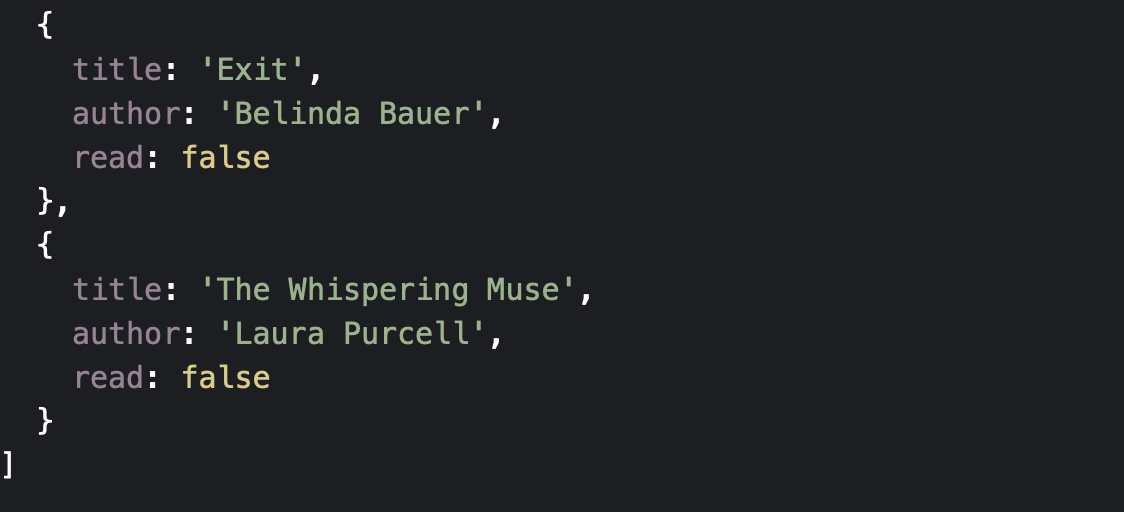 {
title: 'Exit',
author: 'Belinda Bauer',
read: false
},
{
title: 'The Whispering Muse',
author: 'Laura Purcell',
read: false
}
]